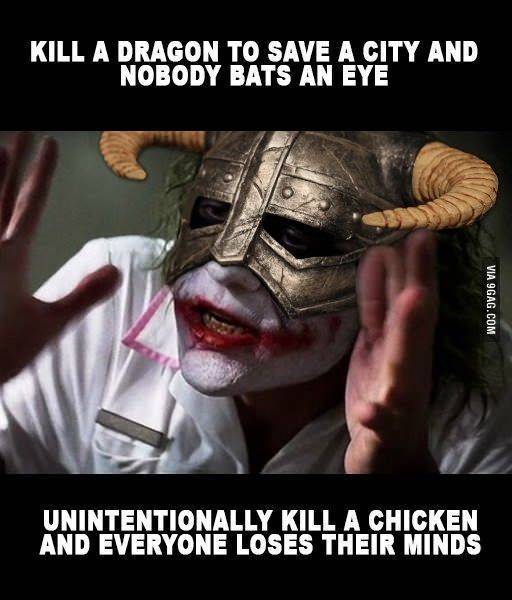 KILL A DRAGON TO SAVE A CITY AND
NOBODY BATS AN EYE
VIA 9GAG.COM
UNINTENTIONALLY KILL A CHICKEN
AND EVERYONE LOSES THEIR MINDS